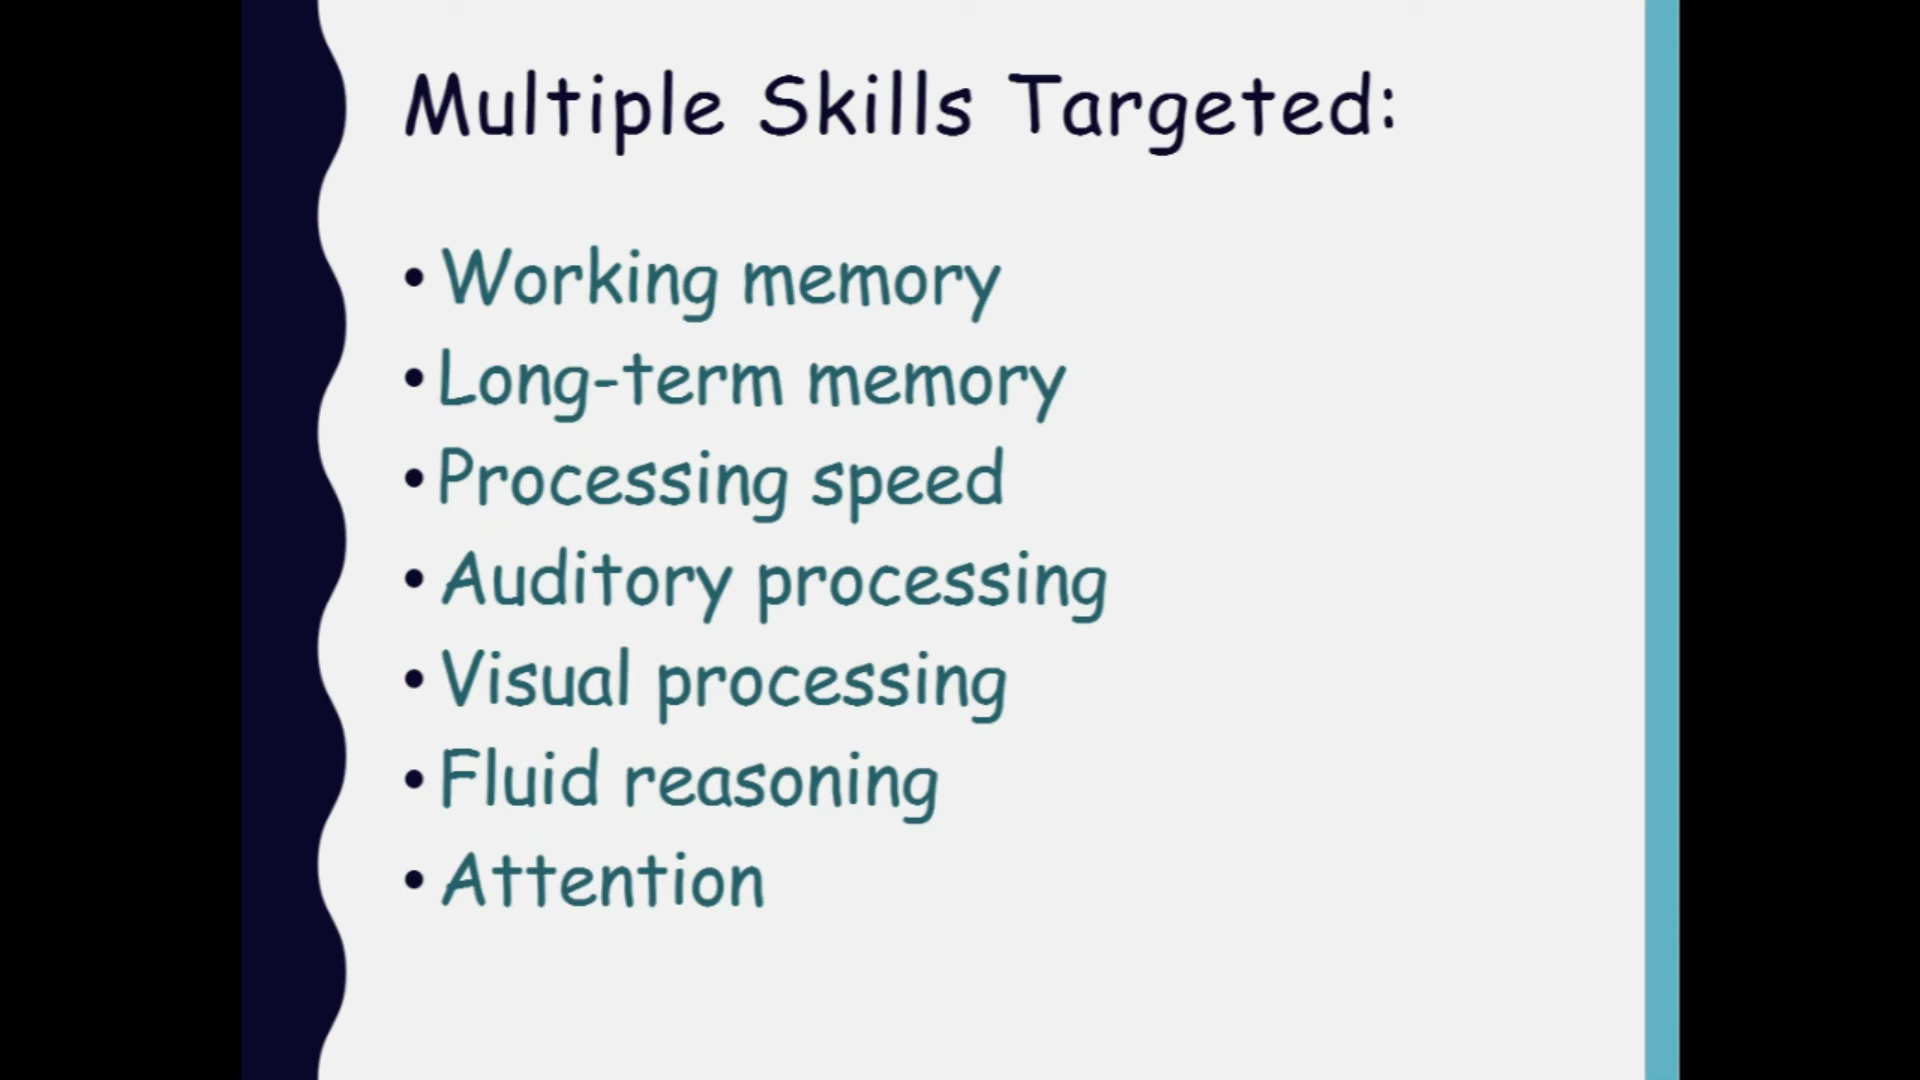 Multiple Skills Targeted:
• Working memory
• Long-term memory
• Processing speed
• Auditory processing
• Visual processing
• Fluid reasoning
• Attention